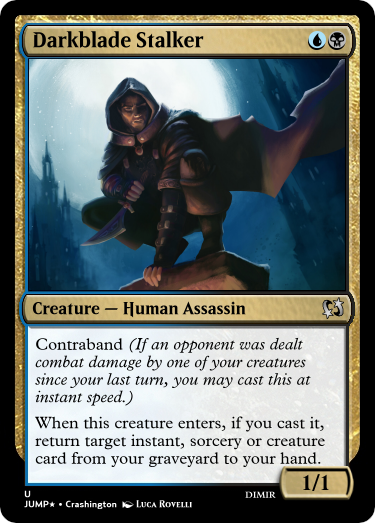 Darkblade Stalker
Creature — Human Assassin
Contraband (If an opponent was dealt
combat damage by one of your creatures
since your last turn, you may cast this at
instant speed.)
When this creature enters, if you cast it,
return target instant, sorcery or creature
card from your graveyard to your hand.
1/1
U
DIMIR
JUMP★ • Crashington Luca Rovelli